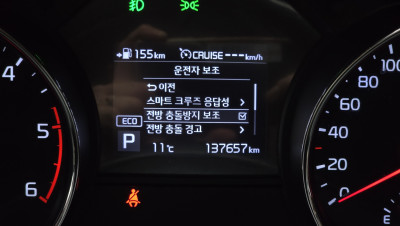 155km CRUISE ---km/h
운전자 보조
이전
스마트 크루즈 응답성
전방 충돌방지 보조
전방 충돌 경고
ECO
P
11℃ 137657 km
4
5
6
100
80
60
40
20
0